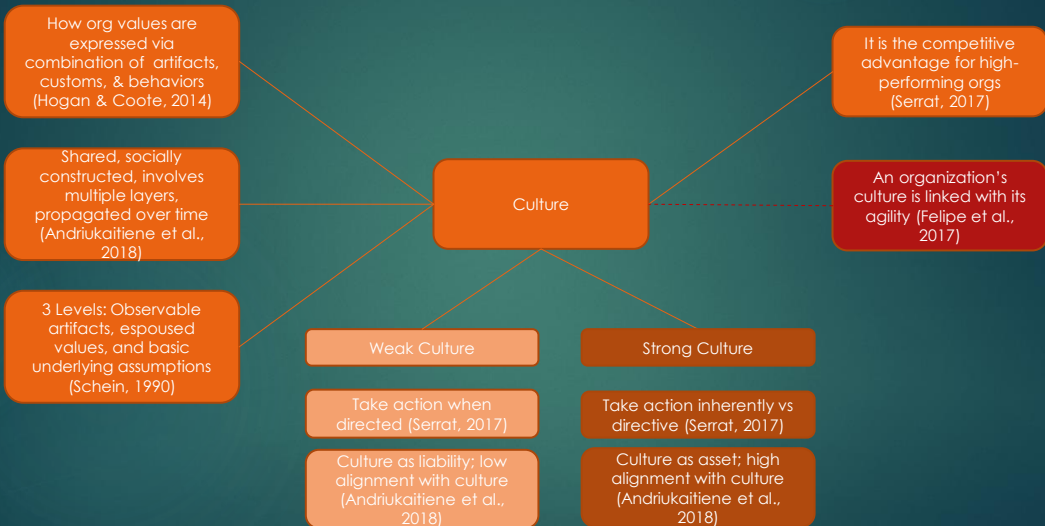 How org values are
expressed via
combination of artifacts,
customs, & behaviors
(Hogan & Coote, 2014)
Shared, socially
constructed, involves
multiple layers,
propagated over time
(Andriukaitiene et al.,
2018)
3 Levels: Observable
artifacts, espoused
values, and basic
underlying assumptions
(Schein, 1990)
Culture
It is the competitive
advantage for high-
performing orgs
(Serrat, 2017)
An organization’s
culture is linked with its
agility (Felipe et al.,
2017)
Weak Culture
Take action when
directed (Serrat, 2017)
Culture as liability; low
alignment with culture
(Andriukaitiene et al.,
2018)
Strong Culture
Take action inherently vs
directive (Serrat, 2017)
Culture as asset; high
alignment with culture
(Andriukaitiene et al.,
2018)